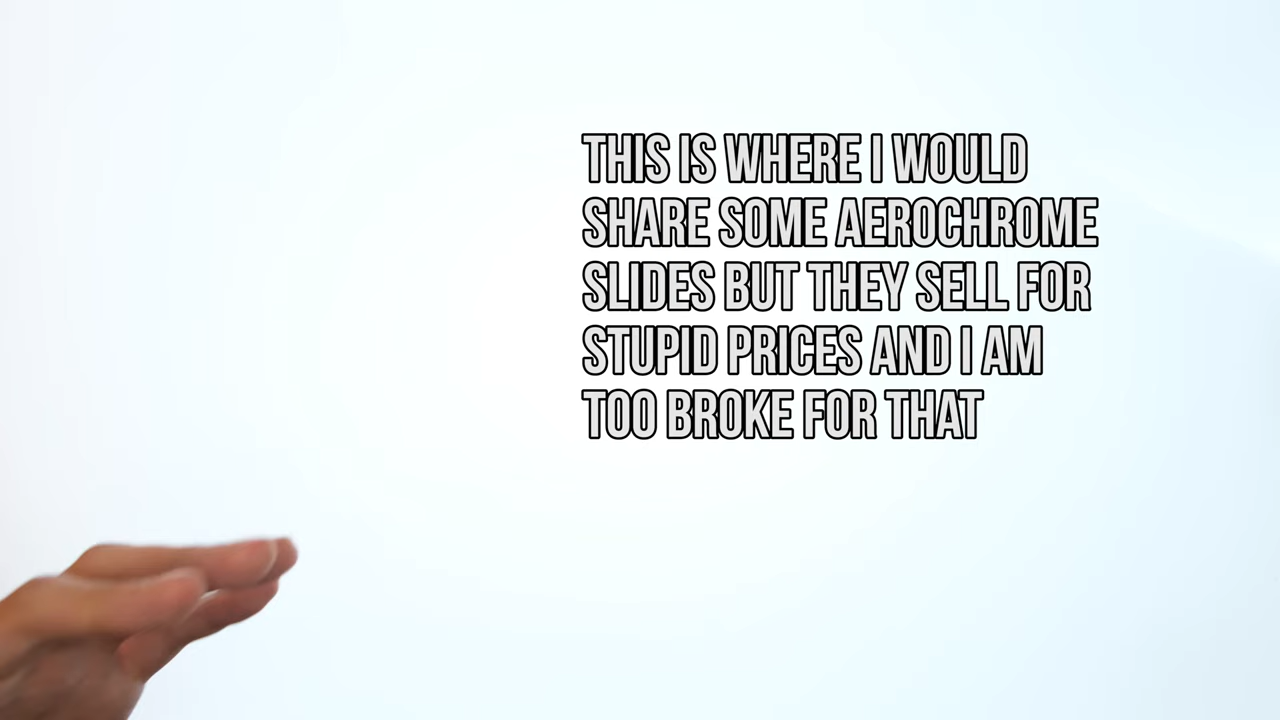 THIS IS WHERE I WOULD
SHARE SOME AEROCHROME
SLIDES BUT THEY SELL FOR
STUPID PRICES AND I AM
TOO BROKE FOR THAT